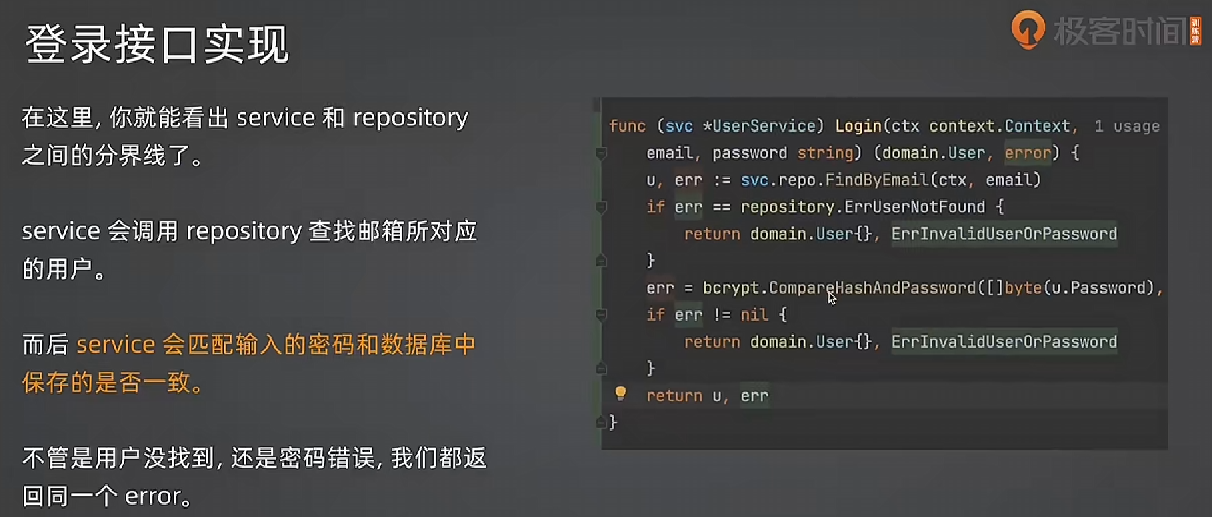 登录接口实现
极客时间
训练营
在这里, 你就能看出 service 和 repository
之间的分界线了。
service 会调用 repository 查找邮箱所对应
的用户。
而后 service 会匹配输入的密码和数据库中
保存的是否一致。
不管是用户没找到, 还是密码错误, 我们都返
回同一个 error。
func (svc *UserService) Login(ctx context.Context, 1 usage
email, password string) (domain.User, error) {
u, err := svc.repo.FindByEmail(ctx, email)
if err == repository.ErrUserNotFound {
return domain.User{}, ErrInvalidUserOrPassword
}
err = bcrypt.CompareHashAndPassword([]byte(u.Password),
if err != nil {
return domain.User{}, ErrInvalidUserOrPassword
}
return u, err
}